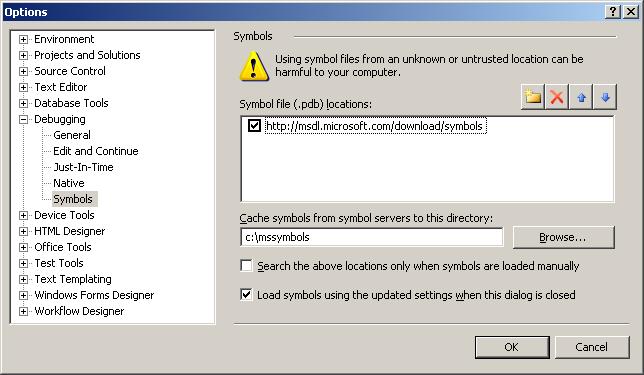 Options
Environment
Projects and Solutions
Source Control
Text Editor
Database Tools
Debugging
General
Edit and Continue
Just-In-Time
Native
Symbols
Device Tools
HTML Designer
Office Tools
Test Tools
Text Templating
Windows Forms Designer
Workflow Designer
Symbols
Using symbol files from an unknown or untrusted location can be
harmful to your computer.
Symbol file (.pdb) locations:
http://msdl.microsoft.com/download/symbols
Cache symbols from symbol servers to this directory:
c:\mssymbols
Browse...
Search the above locations only when symbols are loaded manually
Load symbols using the updated settings when this dialog is closed
OK
Cancel